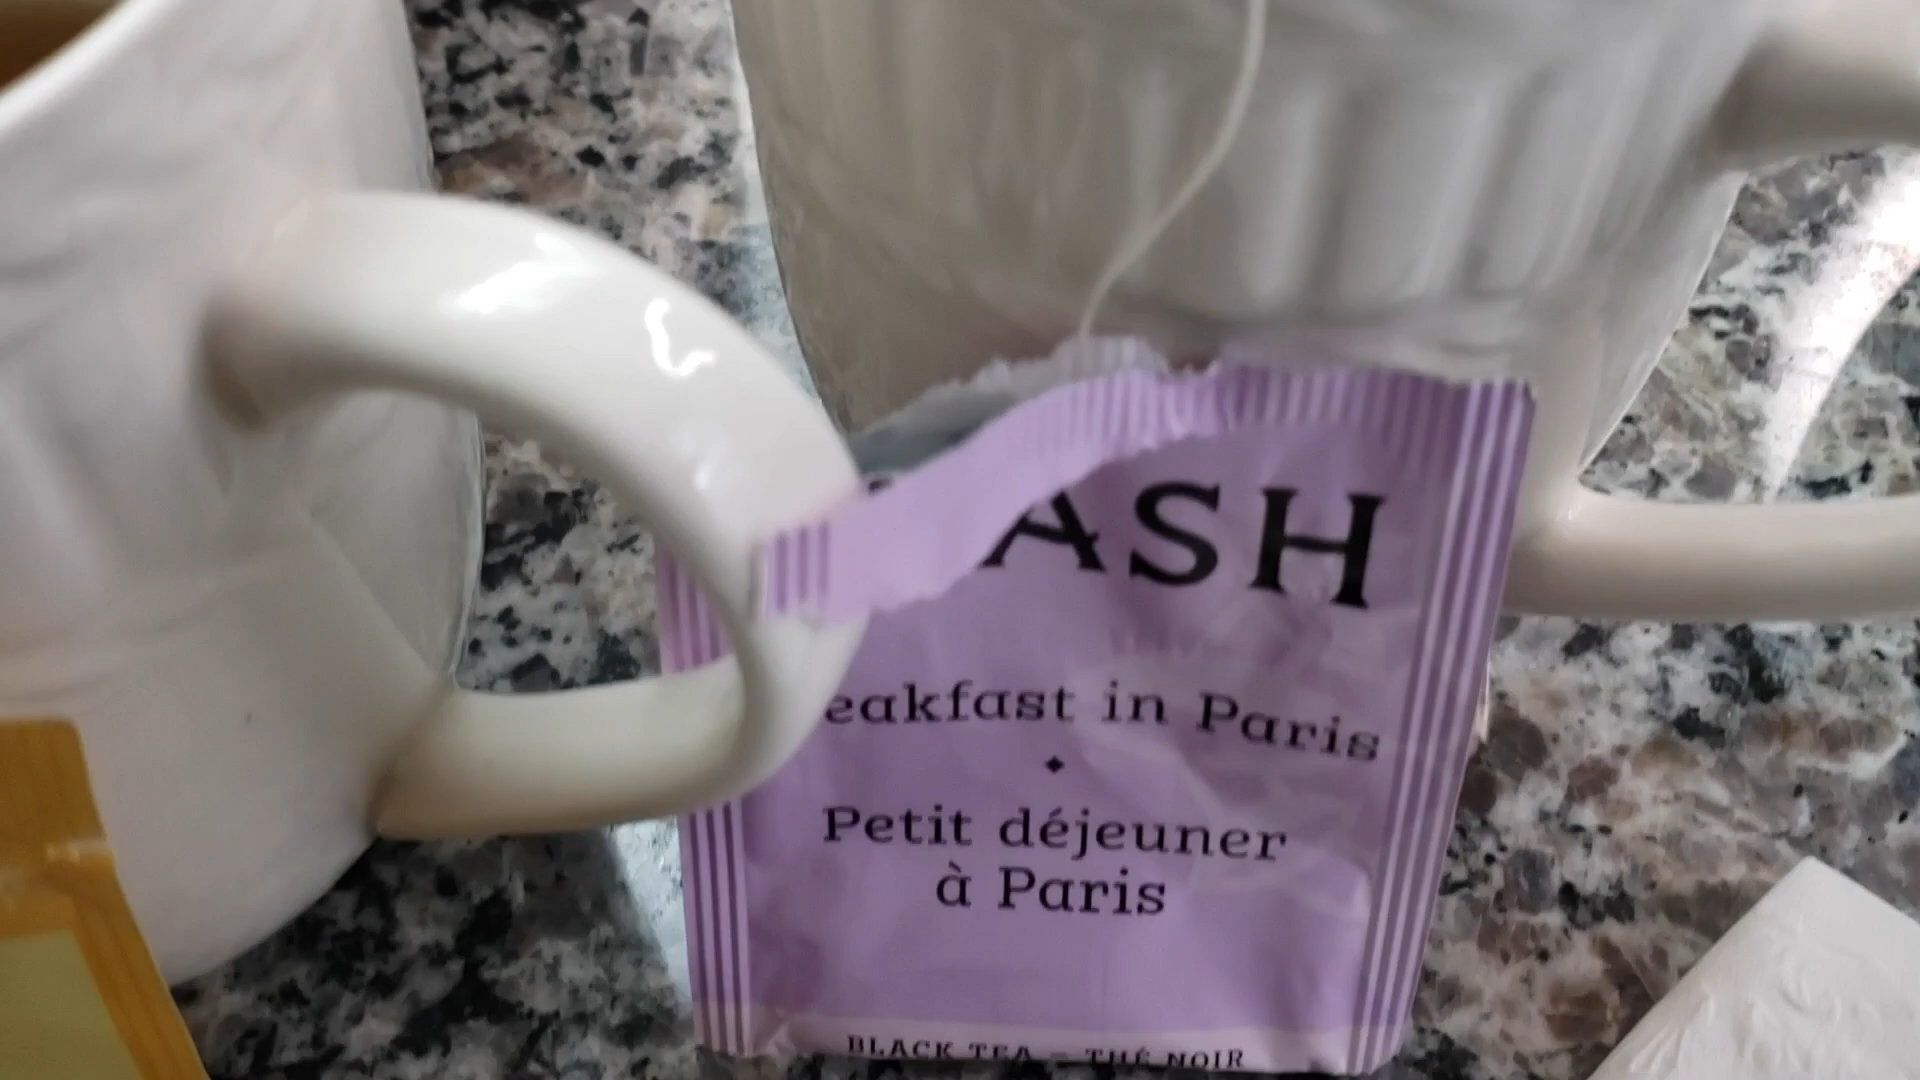 ASH
eakfast in Paris
Petit déjeuner
à Paris
BLACK TEA - THÉ NOIR